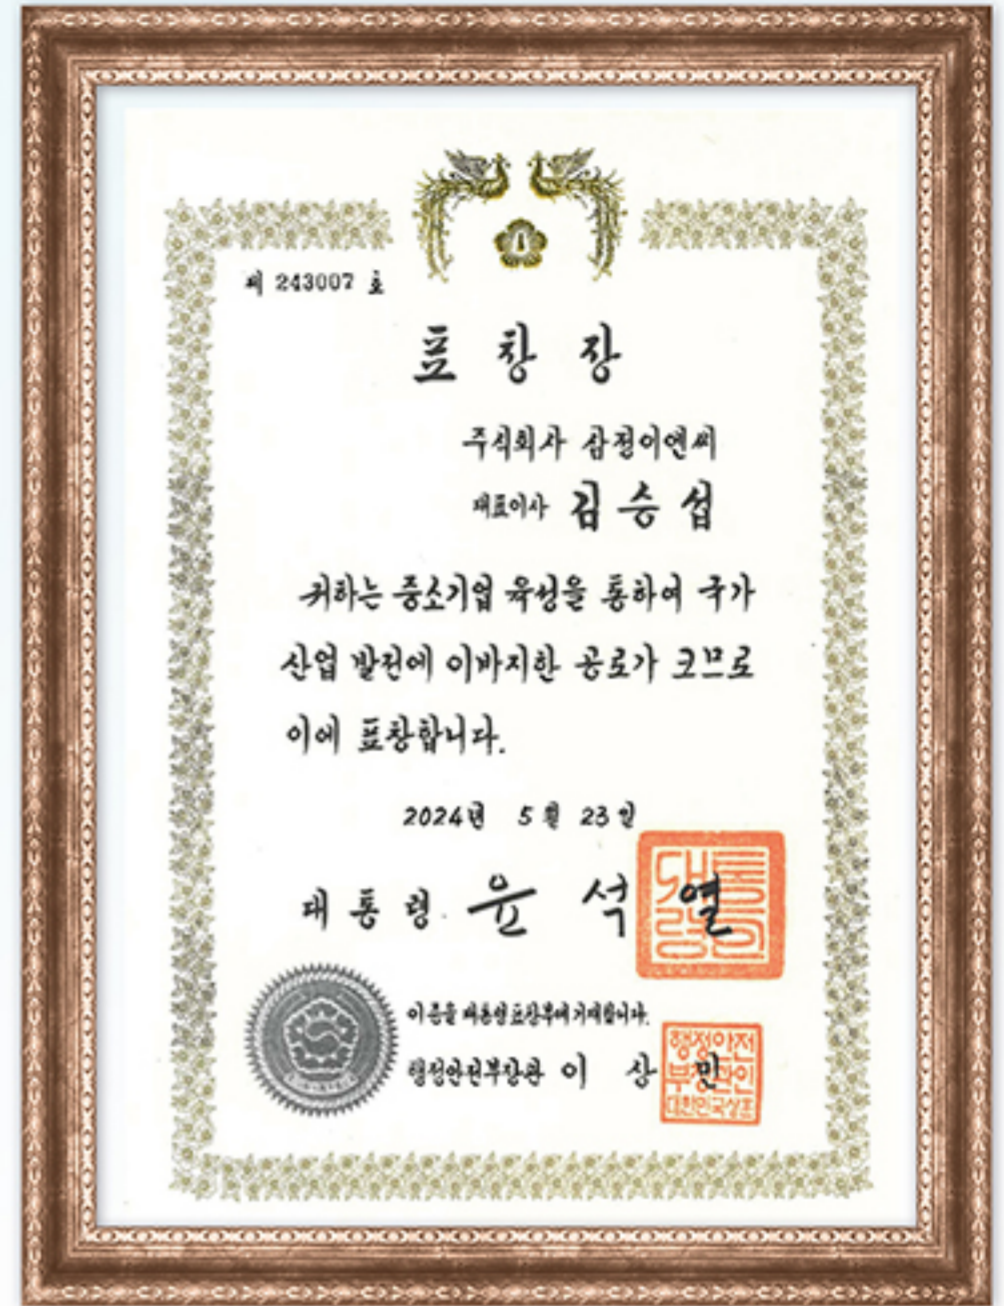 제 243007 호
표 창 장
주식회사 삼정이엔씨
대표이사 김 승 섭
귀하는 중소기업 육성을 통하여 국가
산업 발전에 이바지한 공로가 크므로
이에 표창합니다.
2024년 5월 23일
대 통 령 윤 석 열
대통령의인
이 증을 대통령표창부에 기재합니다.
행정안전부장관 이 상 민
행정안전
부장관인